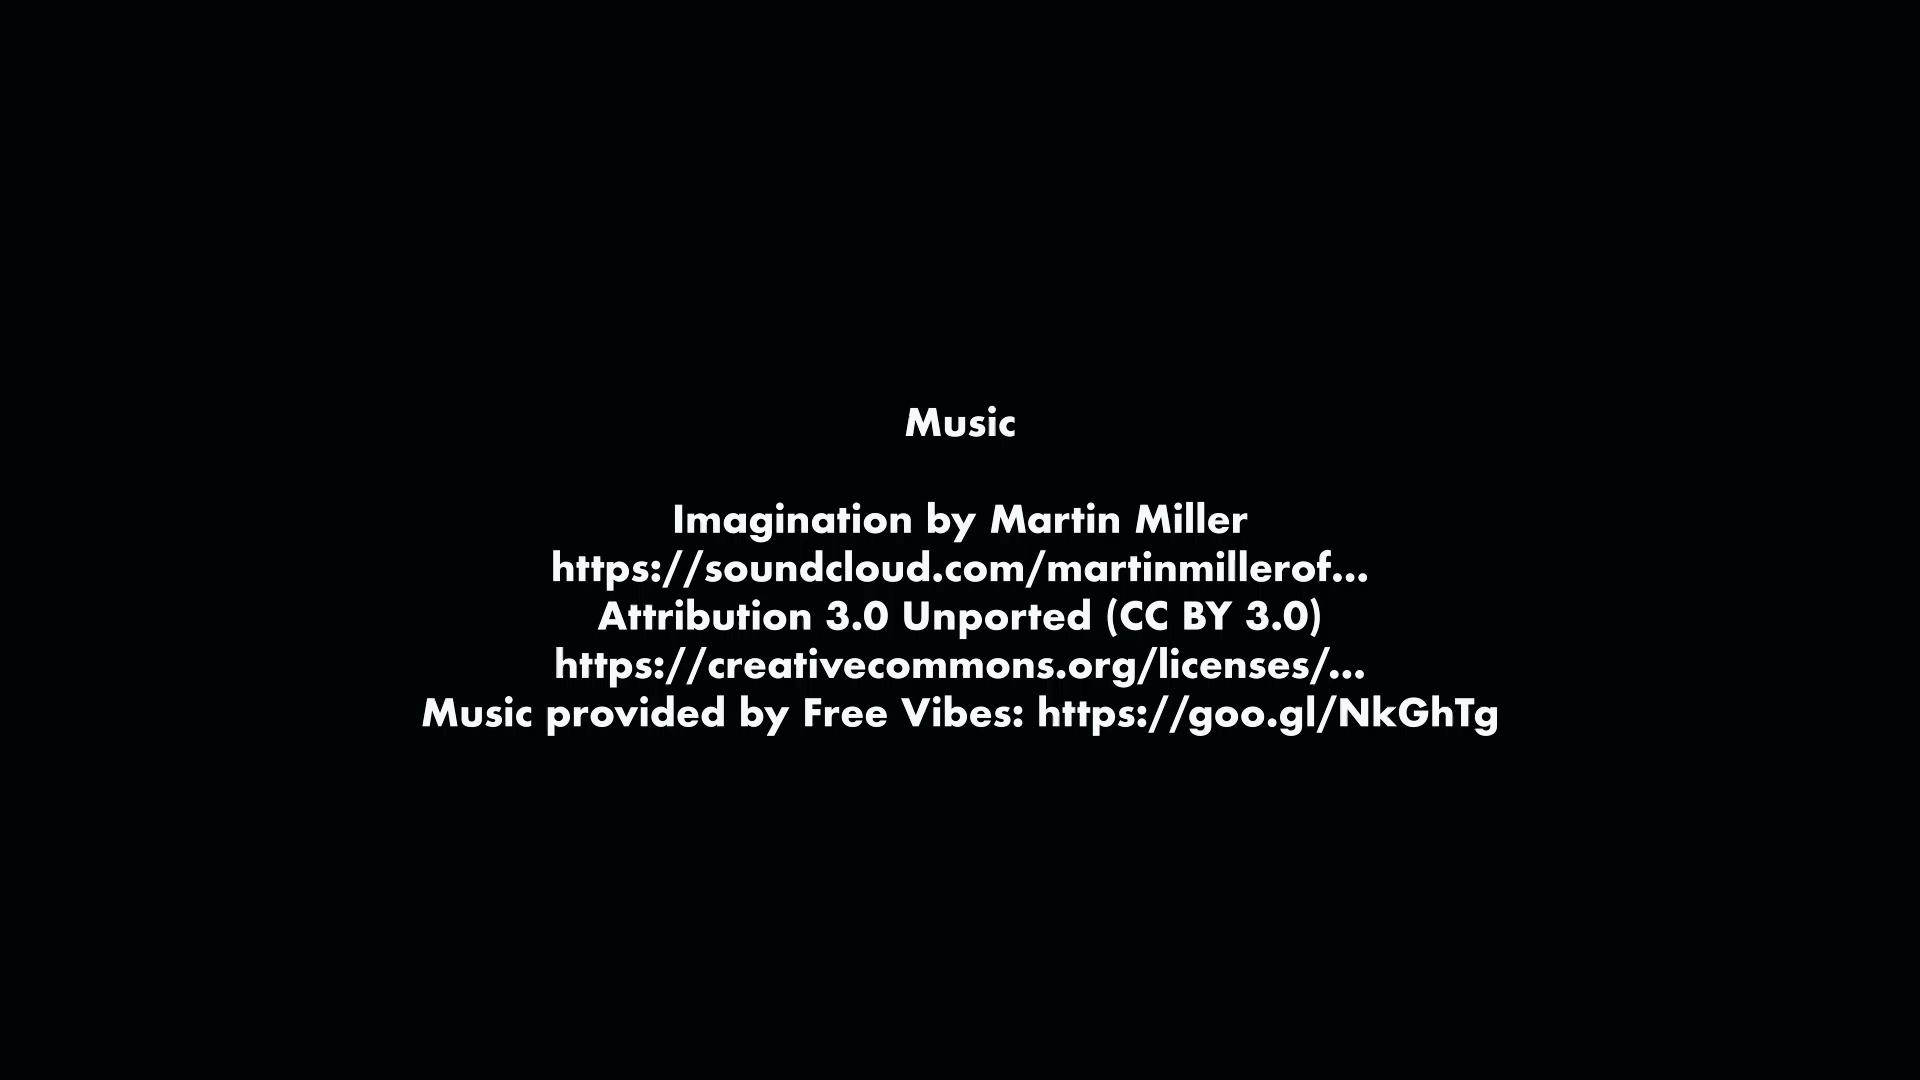 Music
Imagination by Martin Miller
https://soundcloud.com/martinmillerof...
Attribution 3.0 Unported (CC BY 3.0)
https://creativecommons.org/licenses/...
Music provided by Free Vibes: https://goo.gl/NkGhTg